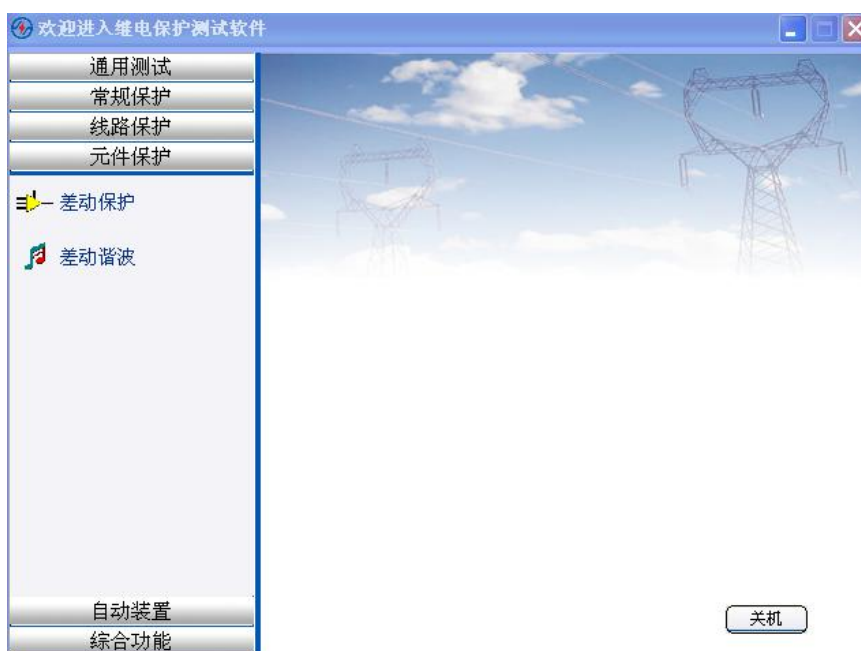 欢迎进入继电保护测试软件
通用测试
常规保护
线路保护
元件保护
差动保护
差动谐波
自动装置
关机
综合功能